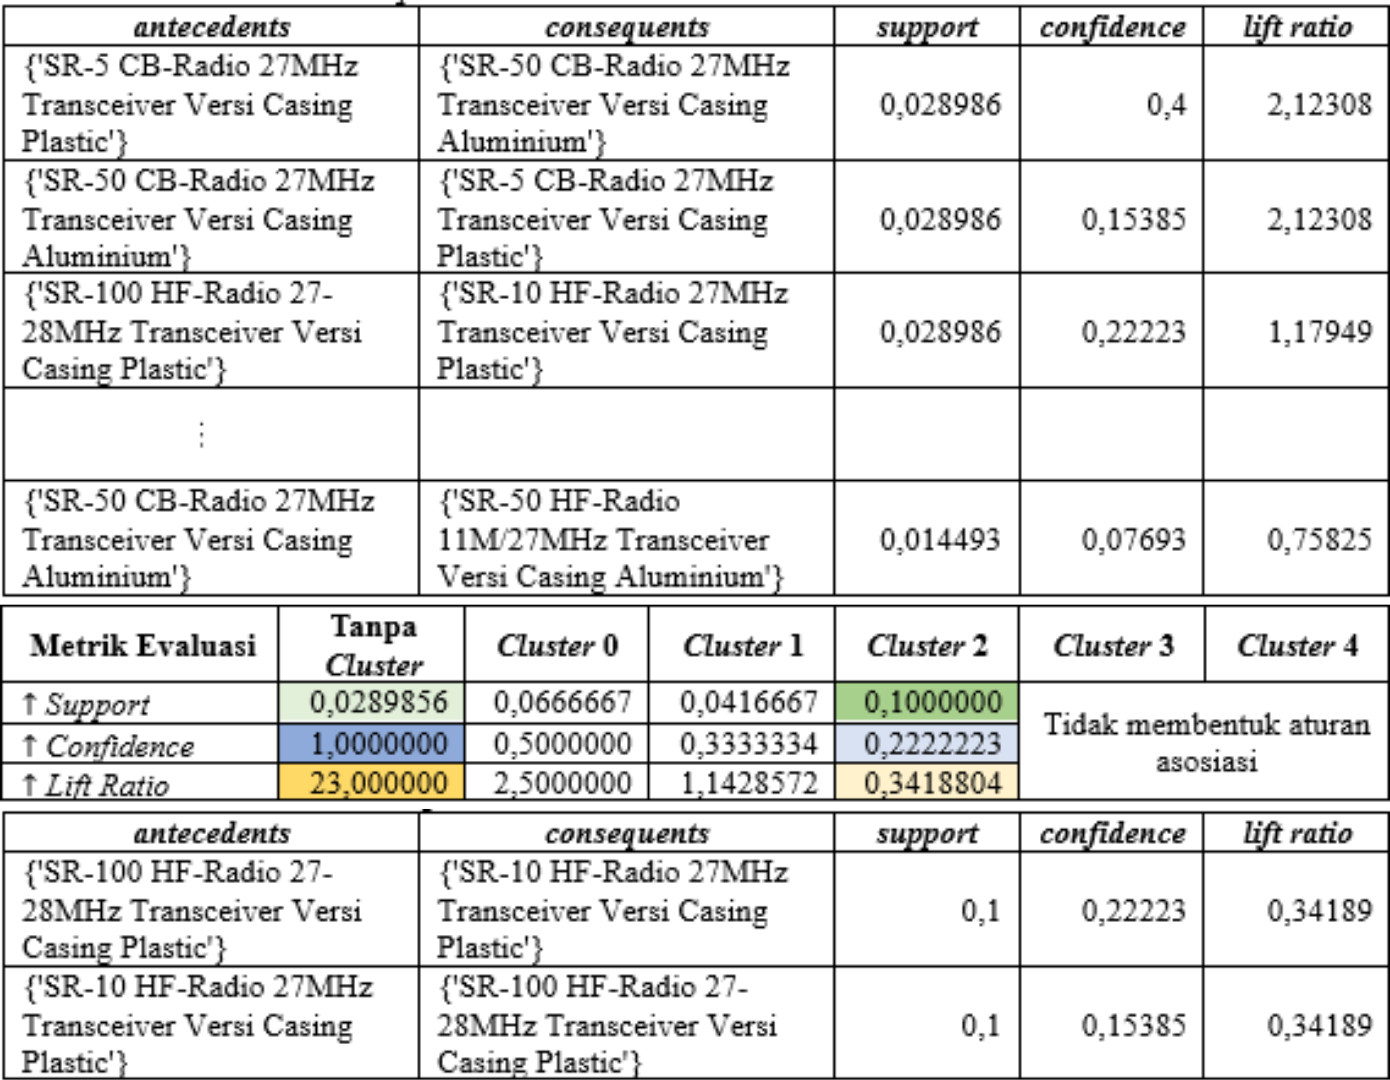 antecedents consequents support confidence lift ratio
{'SR-5 CB-Radio 27MHz Transceiver Versi Casing Plastic'} {'SR-50 CB-Radio 27MHz Transceiver Versi Casing Aluminium'} 0,028986 0,4 2,12308
{'SR-50 CB-Radio 27MHz Transceiver Versi Casing Aluminium'} {'SR-5 CB-Radio 27MHz Transceiver Versi Casing Plastic'} 0,028986 0,15385 2,12308
{'SR-100 HF-Radio 27-28MHz Transceiver Versi Casing Plastic'} {'SR-10 HF-Radio 27MHz Transceiver Versi Casing Plastic'} 0,028986 0,22223 1,17949
⋮
{'SR-50 CB-Radio 27MHz Transceiver Versi Casing Aluminium'} {'SR-50 HF-Radio 11M/27MHz Transceiver Versi Casing Aluminium'} 0,014493 0,07693 0,75825
Metrik Evaluasi Tanpa Cluster Cluster 0 Cluster 1 Cluster 2 Cluster 3 Cluster 4
↑ Support 0,0289856 0,0666667 0,0416667 0,1000000 Tidak membentuk aturan asosiasi
↑ Confidence 1,0000000 0,5000000 0,3333334 0,2222223
↑ Lift Ratio 23,000000 2,5000000 1,1428572 0,3418804
antecedents consequents support confidence lift ratio
{'SR-100 HF-Radio 27-28MHz Transceiver Versi Casing Plastic'} {'SR-10 HF-Radio 27MHz Transceiver Versi Casing Plastic'} 0,1 0,22223 0,34189
{'SR-10 HF-Radio 27MHz Transceiver Versi Casing Plastic'} {'SR-100 HF-Radio 27-28MHz Transceiver Versi Casing Plastic'} 0,1 0,15385 0,34189